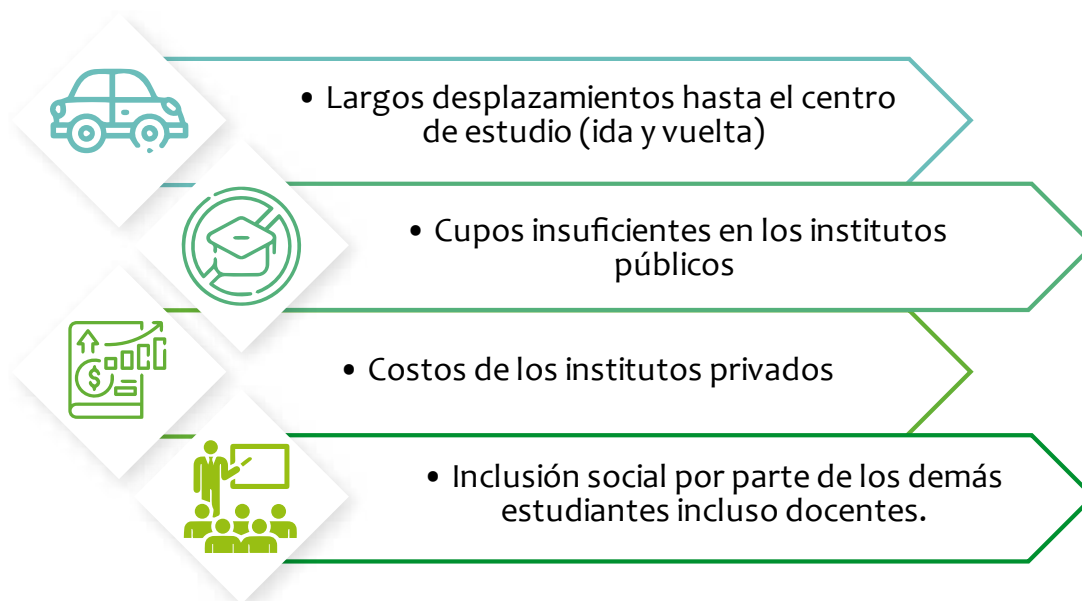 • Largos desplazamientos hasta el centro
de estudio (ida y vuelta)
• Cupos insuficientes en los institutos
públicos
$
• Costos de los institutos privados
• Inclusión social por parte de los demás
estudiantes incluso docentes.